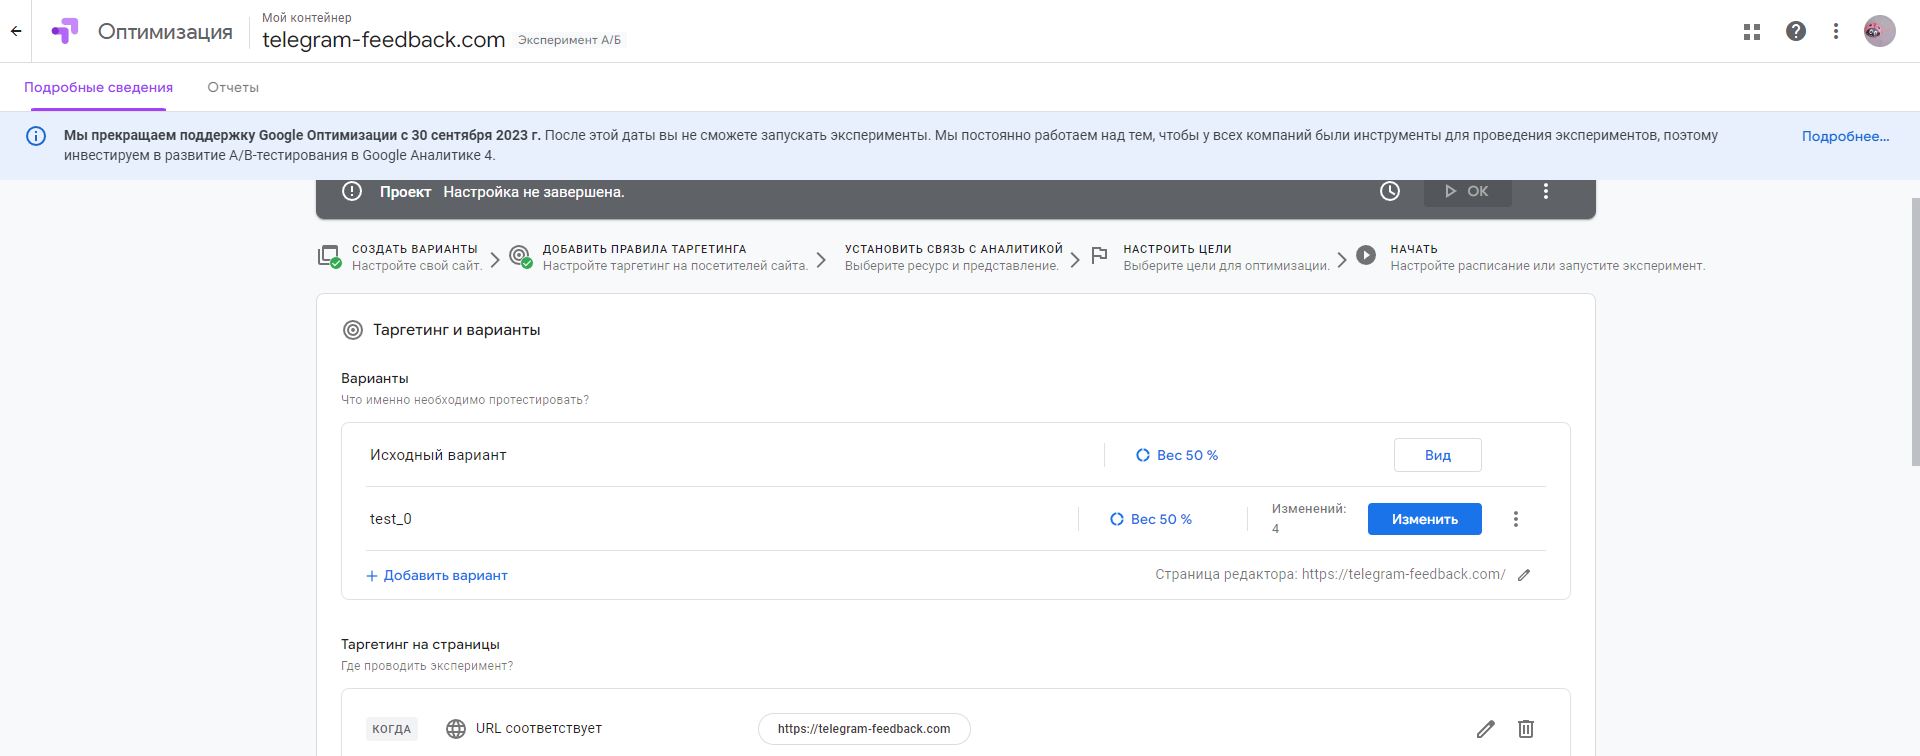 Оптимизация
Мой контейнер
telegram-feedback.com Эксперимент А/Б
Подробные сведения Отчеты
Мы прекращаем поддержку Google Оптимизации с 30 сентября 2023 г. После этой даты вы не сможете запускать эксперименты. Мы постоянно работаем над тем, чтобы у всех компаний были инструменты для проведения экспериментов, поэтому
инвестируем в развитие A/B-тестирования в Google Аналитике 4.
Подробнее...
Проект Настройка не завершена. ОК
СОЗДАТЬ ВАРИАНТЫ
Настройте свой сайт.
ДОБАВИТЬ ПРАВИЛА ТАРГЕТИНГА
Настройте таргетинг на посетителей сайта.
УСТАНОВИТЬ СВЯЗЬ С АНАЛИТИКОЙ
Выберите ресурс и представление.
НАСТРОИТЬ ЦЕЛИ
Выберите цели для оптимизации.
НАЧАТЬ
Настройте расписание или запустите эксперимент.
Таргетинг и варианты
Варианты
Что именно необходимо протестировать?
Исходный вариант Вес 50 % Вид
test_0 Вес 50 % Изменений: 4 Изменить
+ Добавить вариант Страница редактора: https://telegram-feedback.com/
Таргетинг на страницы
Где проводить эксперимент?
КОГДА URL соответствует https://telegram-feedback.com